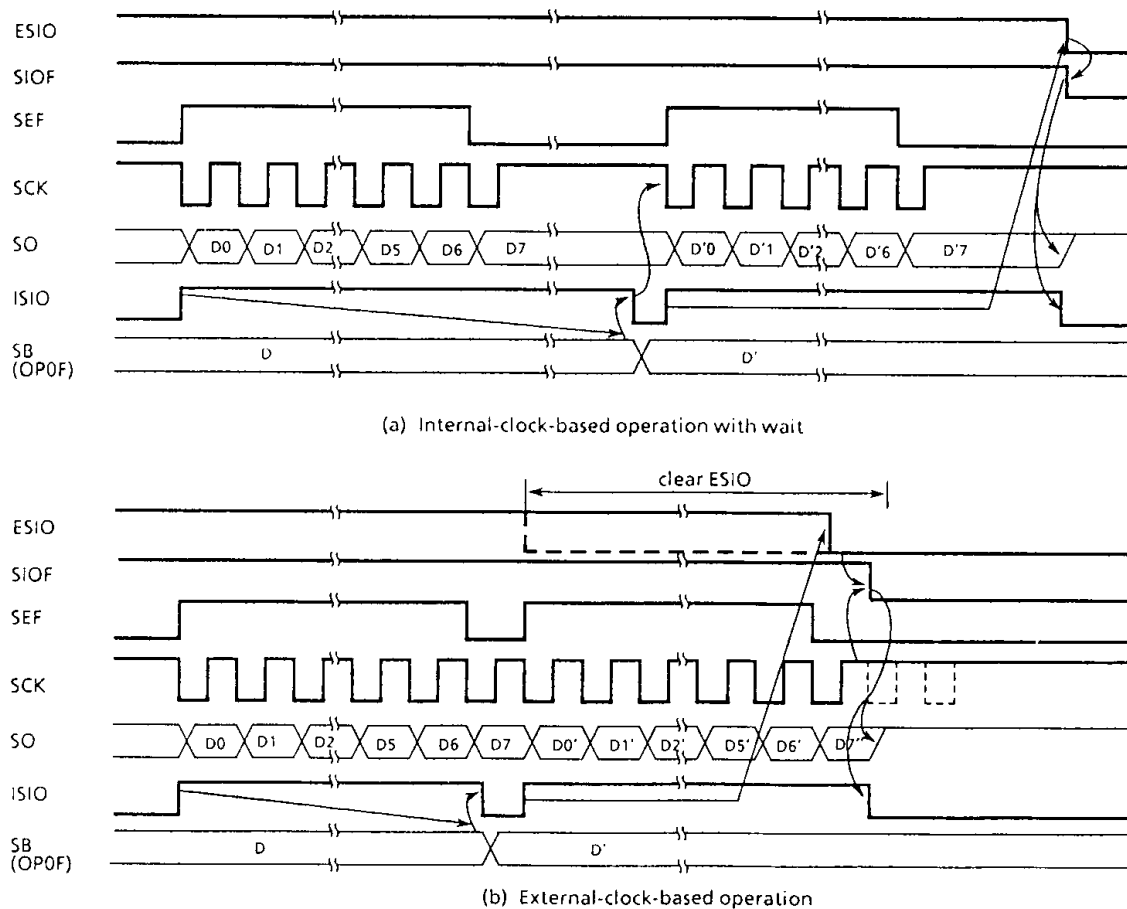 ESIO
SIOF
SEF
SCK
SO D0 D1 D2 D5 D6 D7 D'0 D'1 D'2 D'6 D'7
ISIO
SB D D'
(OP0F)
(a) Internal-clock-based operation with wait
clear ESIO
ESIO
SIOF
SEF
SCK
SO D0 D1 D2 D5 D6 D7 D0' D1' D2' D5' D6' D7'
ISIO
SB D D'
(OP0F)
(b) External-clock-based operation